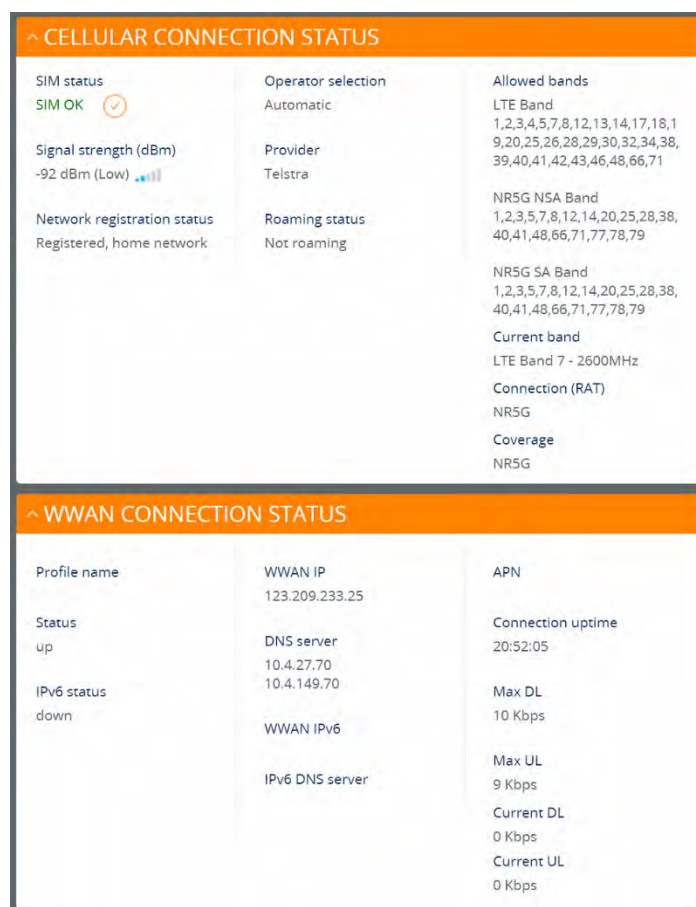 CELLULAR CONNECTION STATUS
SIM status
SIM OK
Signal strength (dBm)
-92 dBm (Low)
Network registration status
Registered, home network
Operator selection
Automatic
Provider
Telstra
Roaming status
Not roaming
Allowed bands
LTE Band
1,2,3,4,5,7,8,12,13,14,17,18,1
9,20,25,26,28,29,30,32,34,38,
39,40,41,42,43,46,48,66,71
NR5G NSA Band
1,2,3,5,7,8,12,14,20,25,28,38,
40,41,48,66,71,77,78,79
NR5G SA Band
1,2,3,5,7,8,12,14,20,25,28,38,
40,41,48,66,71,77,78,79
Current band
LTE Band 7 - 2600MHz
Connection (RAT)
NR5G
Coverage
NR5G
WWAN CONNECTION STATUS
Profile name
Status
up
IPv6 status
down
WWAN IP
123.209.233.25
DNS server
10.4.27.70
10.4.149.70
WWAN IPv6
IPv6 DNS server
APN
Connection uptime
20:52:05
Max DL
10 Kbps
Max UL
9 Kbps
Current DL
0 Kbps
Current UL
0 Kbps